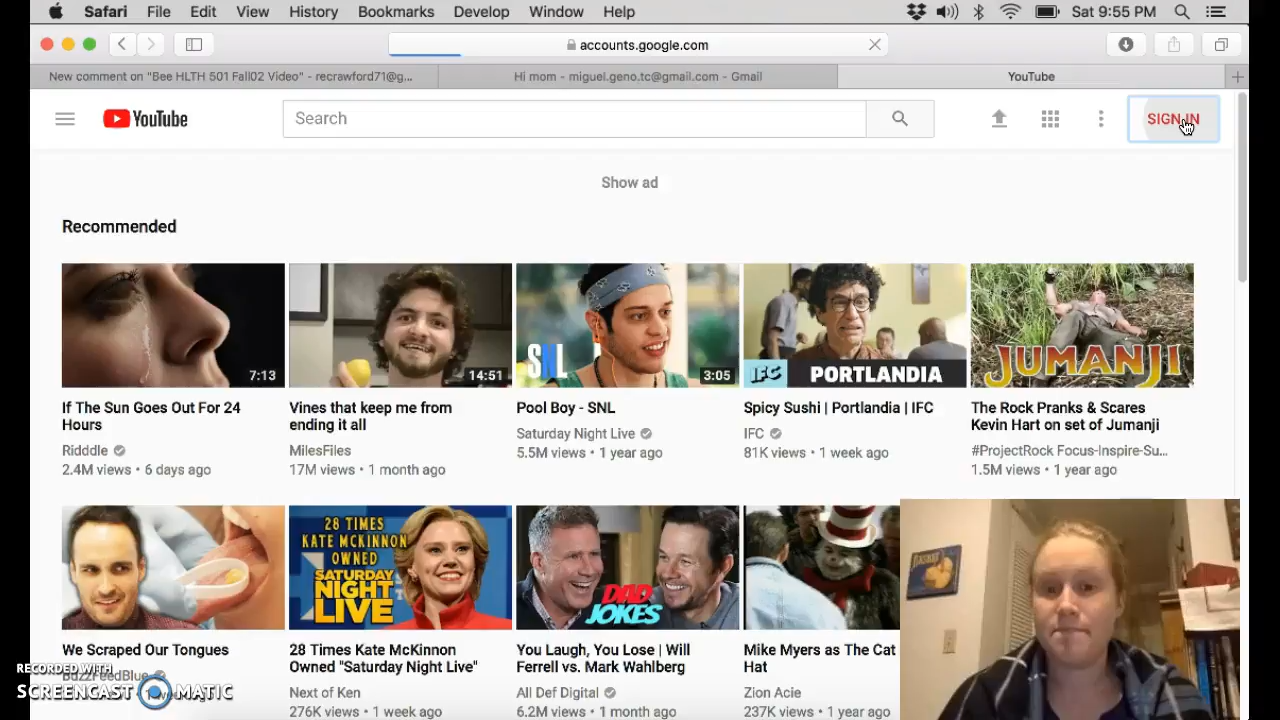 Safari File Edit View History Bookmarks Develop Window Help Sat 9:55 PM
accounts.google.com
New comment on "Bee HLTH 501 Fall02 Video" - recrawford71@g... Hi mom - miguel.geno.tc@gmail.com - Gmail YouTube
YouTube Search SIGN IN
Show ad
Recommended
7:13 14:51 SNL 3:05 IFC PORTLANDIA JUMANJI
If The Sun Goes Out For 24 Hours
Ridddle
2.4M views • 6 days ago
Vines that keep me from ending it all
MilesFiles
17M views • 1 month ago
Pool Boy - SNL
Saturday Night Live
5.5M views • 1 year ago
Spicy Sushi | Portlandia | IFC
IFC
81K views • 1 week ago
The Rock Pranks & Scares
Kevin Hart on set of Jumanji
#ProjectRock Focus-Inspire-Su...
1.5M views • 1 year ago
28 TIMES
KATE MCKINNON
OWNED
SATURDAY
NIGHT
LIVE
DAD
JOKES
We Scraped Our Tongues
BuzzFeedBlue
28 Times Kate McKinnon
Owned "Saturday Night Live"
Next of Ken
276K views • 1 week ago
You Laugh, You Lose | Will
Ferrell vs. Mark Wahlberg
All Def Digital
6.2M views • 1 month ago
Mike Myers as The Cat
Hat
Zion Acie
237K views • 1 year ago
RECORDED WITH
SCREENCAST MATIC